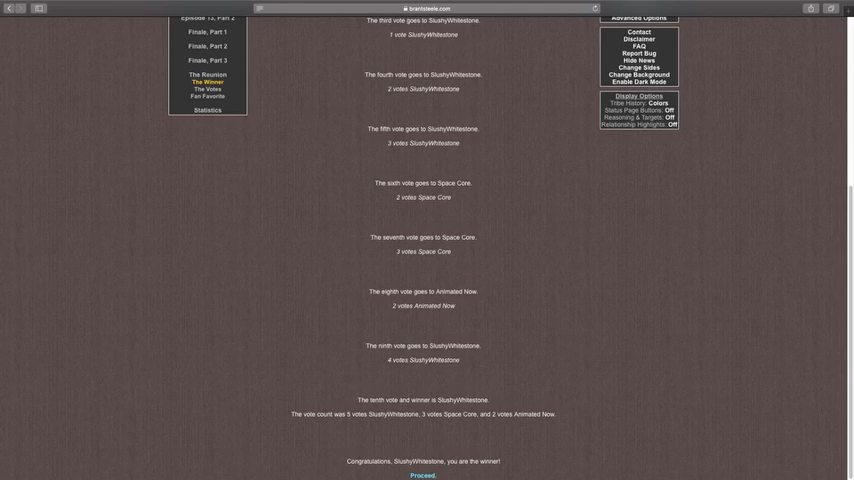 brantsteele.com
Episode 13, Part 2
Finale, Part 1
Finale, Part 2
Finale, Part 3
The Reunion
The Winner
The Votes
Fan Favorite
Statistics
The third vote goes to SlushyWhitestone.
1 vote SlushyWhitestone
The fourth vote goes to SlushyWhitestone.
2 votes SlushyWhitestone
The fifth vote goes to SlushyWhitestone.
3 votes SlushyWhitestone
The sixth vote goes to Space Core.
2 votes Space Core
The seventh vote goes to Space Core.
3 votes Space Core
The eighth vote goes to Animated Now.
2 votes Animated Now
The ninth vote goes to SlushyWhitestone.
4 votes SlushyWhitestone
The tenth vote and winner is SlushyWhitestone.
The vote count was 5 votes SlushyWhitestone, 3 votes Space Core, and 2 votes Animated Now.
Congratulations, SlushyWhitestone, you are the winner!
Proceed.
Advanced Options
Contact
Disclaimer
FAQ
Report Bug
Hide News
Change Sides
Change Background
Enable Dark Mode
Display Options
Tribe History: Colors
Status Page Buttons: Off
Reasoning & Targets: Off
Relationship Highlights: Off